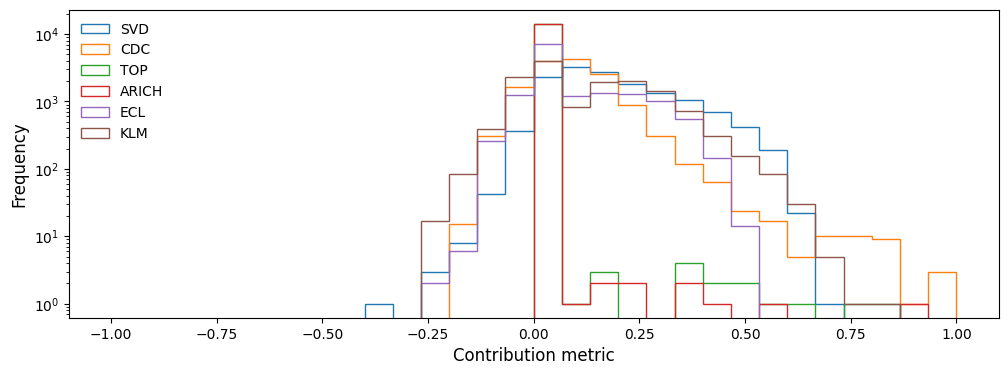 SVD
CDC
TOP
ARICH
ECL
KLM
Frequency
10⁴
10³
10²
10¹
10⁰
−1.00 −0.75 −0.50 −0.25 0.00 0.25 0.50 0.75 1.00
Contribution metric